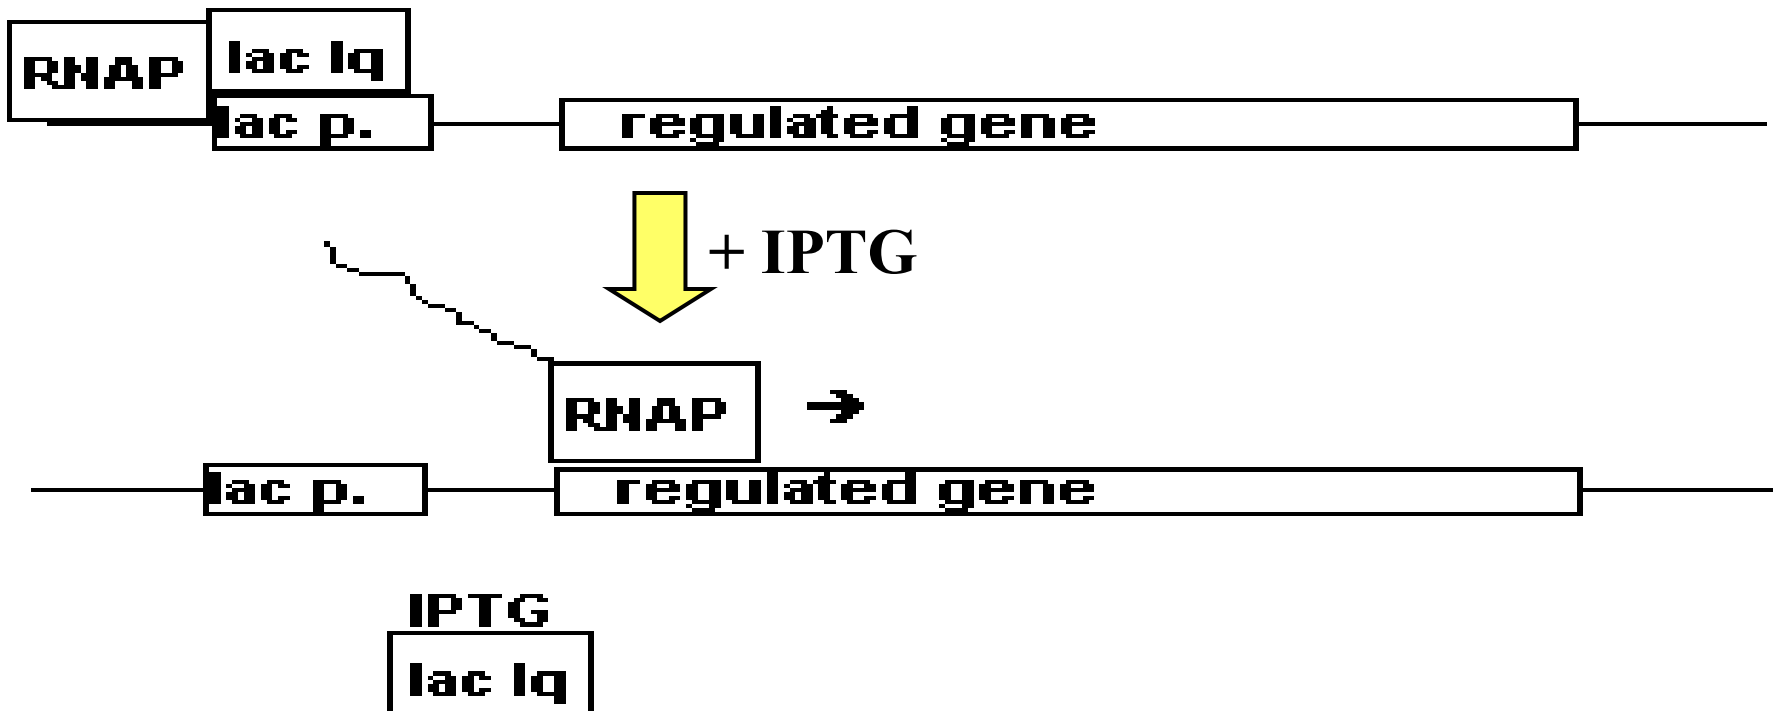 RNAP
lac Iq
lac p.
regulated gene
+ IPTG
RNAP
lac p.
regulated gene
IPTG
lac Iq